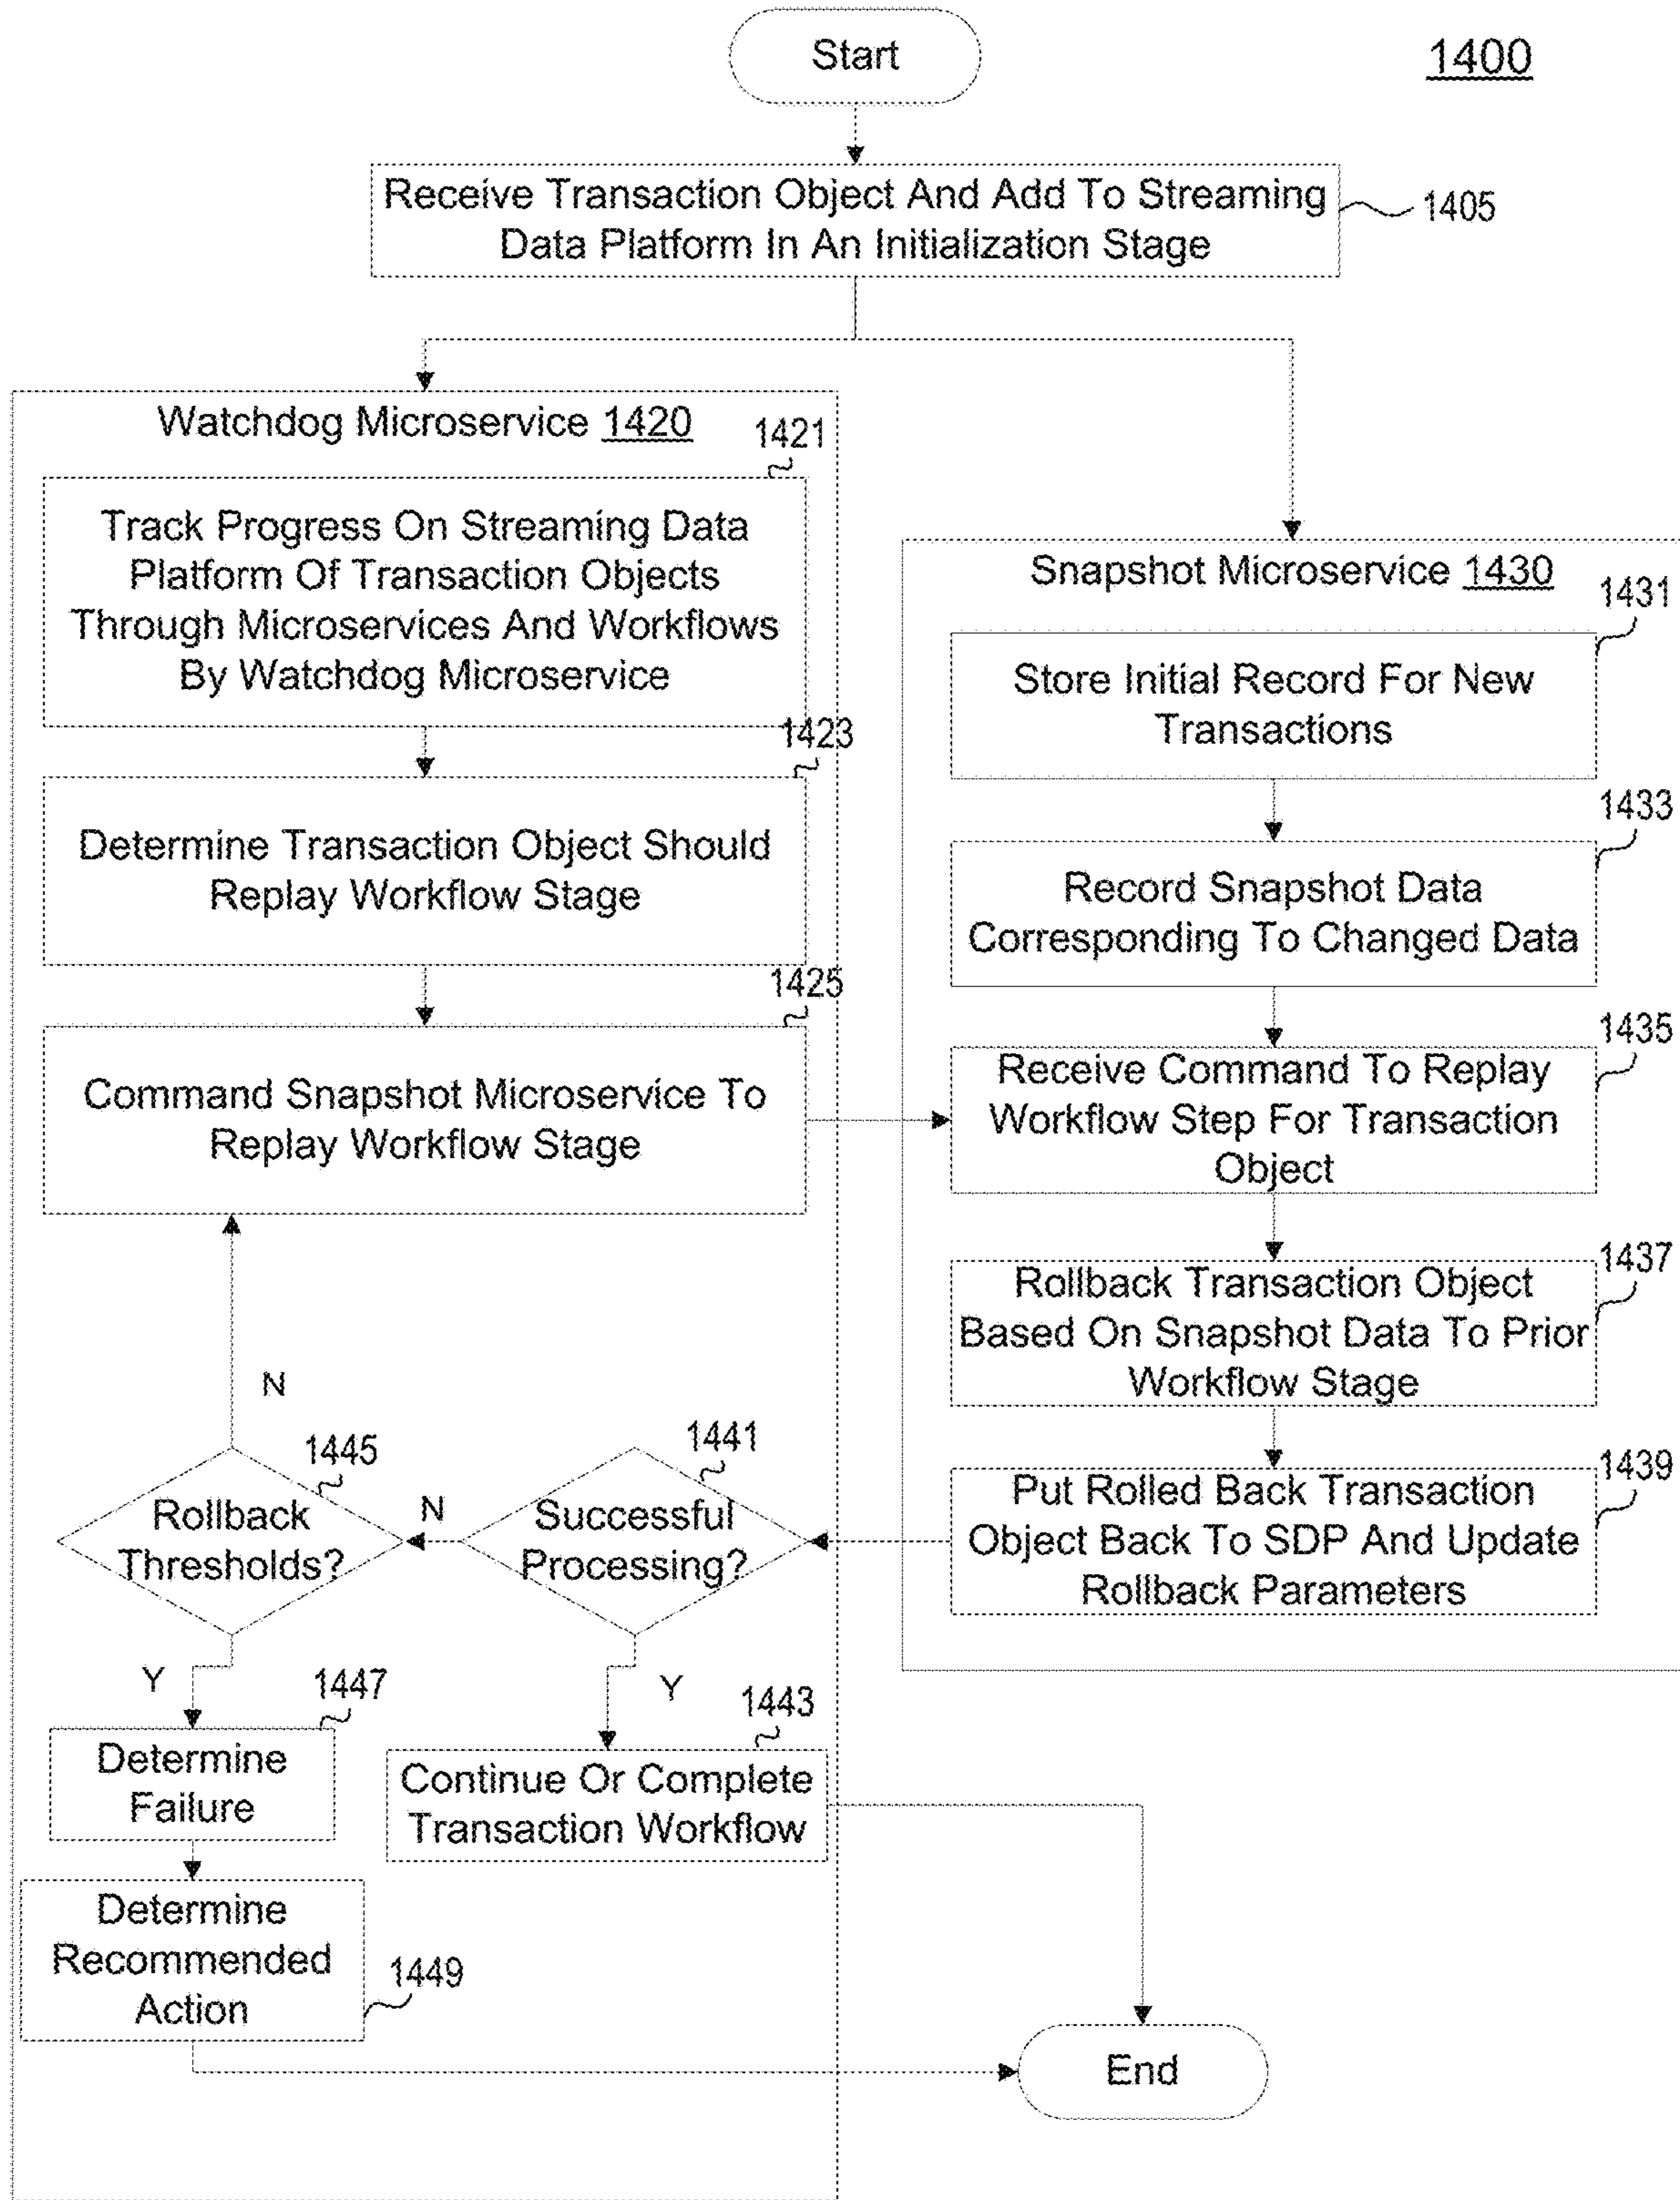 Start
1400
Receive Transaction Object And Add To Streaming
Data Platform In An Initialization Stage
1405
Watchdog Microservice 1420
1421
Track Progress On Streaming Data
Platform Of Transaction Objects
Through Microservices And Workflows
By Watchdog Microservice
1423
Determine Transaction Object Should
Replay Workflow Stage
1425
Command Snapshot Microservice To
Replay Workflow Stage
Snapshot Microservice 1430
1431
Store Initial Record For New
Transactions
1433
Record Snapshot Data
Corresponding To Changed Data
1435
Receive Command To Replay
Workflow Step For Transaction
Object
1437
Rollback Transaction Object
Based On Snapshot Data To Prior
Workflow Stage
1439
Put Rolled Back Transaction
Object Back To SDP And Update
Rollback Parameters
1441
Successful
Processing?
N
Y
1445
Rollback
Thresholds?
N
Y
1443
Continue Or Complete
Transaction Workflow
1447
Determine
Failure
Determine
Recommended
Action
1449
End